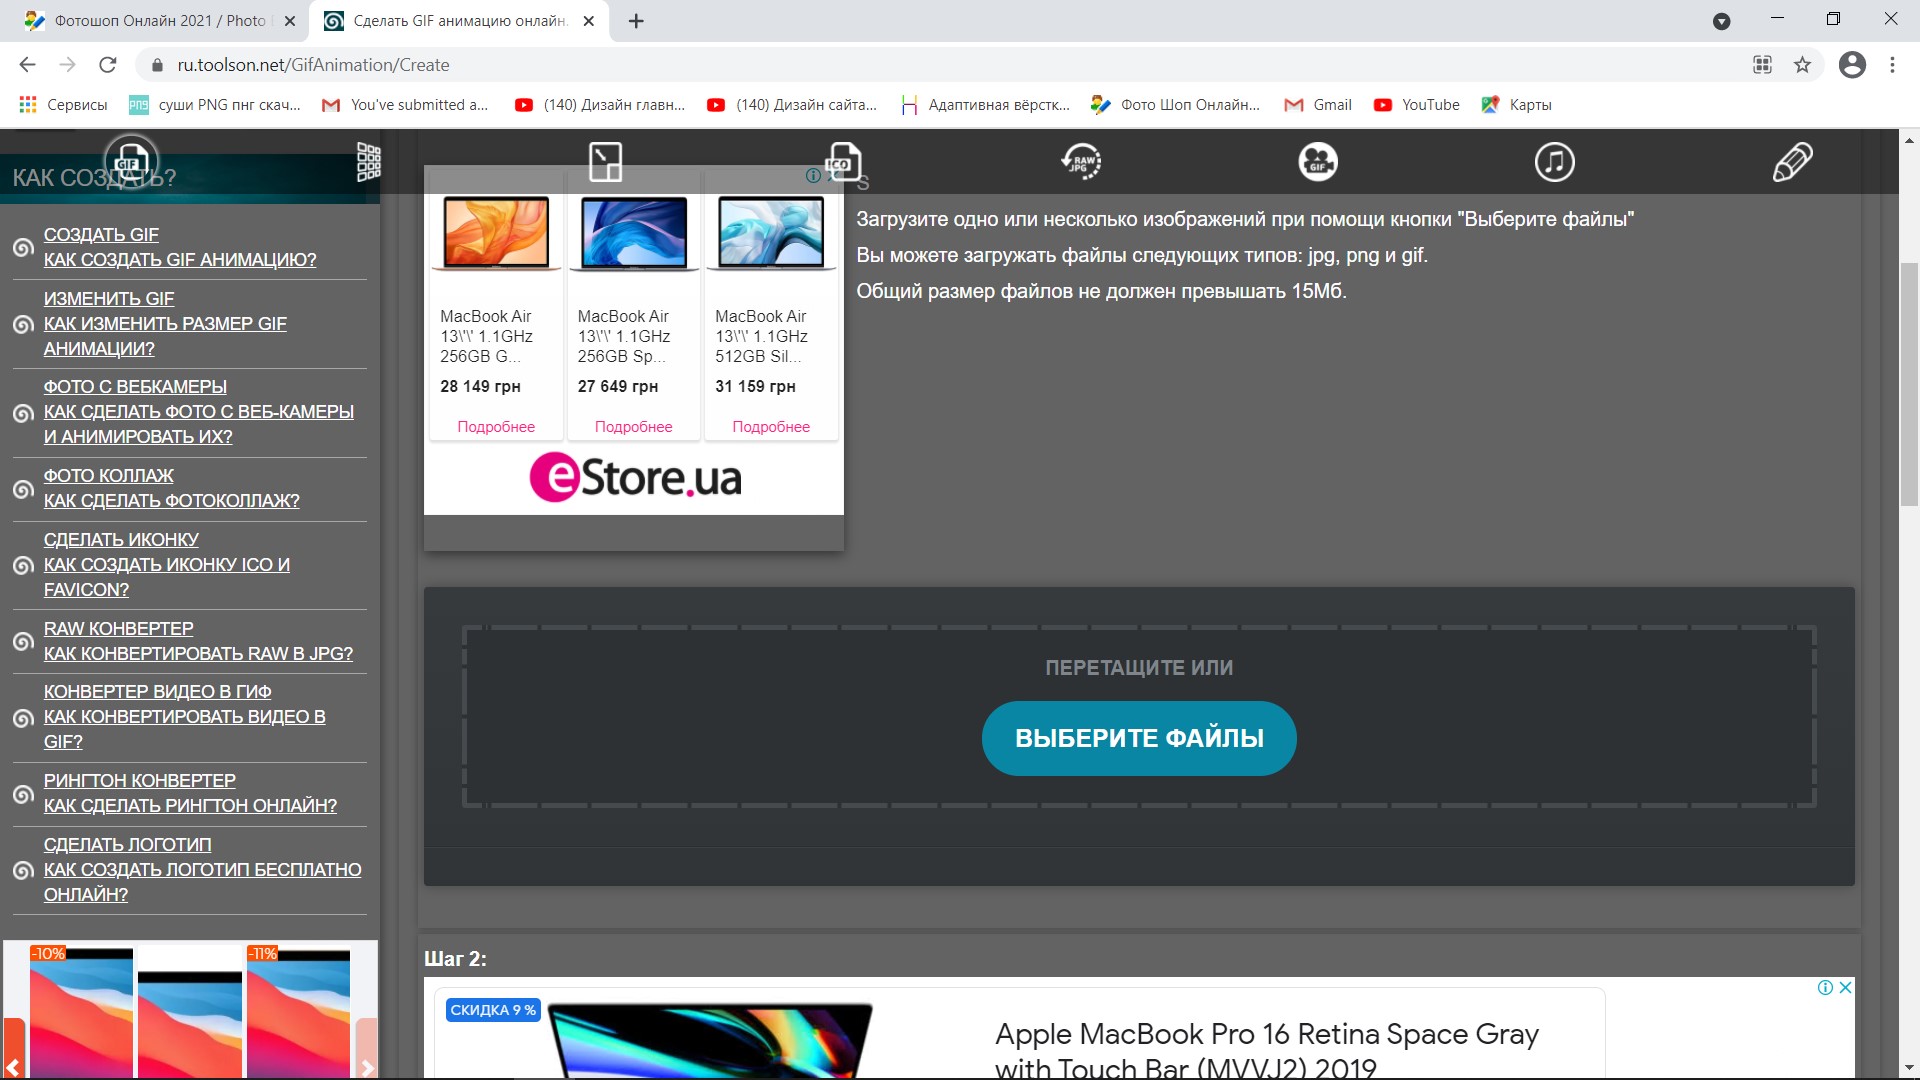 Фотошоп Онлайн 2021 / Photo
Сделать GIF анимацию онлайн.
ru.toolson.net/GifAnimation/Create
Сервисы
суши PNG пнг скач...
You've submitted a...
(140) Дизайн главн...
(140) Дизайн сайта...
Адаптивная вёрстк...
Фото Шоп Онлайн...
Gmail
YouTube
Карты
GIF
ICO
RAW
JPG
GIF
КАК СОЗДАТЬ?
СОЗДАТЬ GIF
КАК СОЗДАТЬ GIF АНИМАЦИЮ?
ИЗМЕНИТЬ GIF
КАК ИЗМЕНИТЬ РАЗМЕР GIF
АНИМАЦИИ?
ФОТО С ВЕБКАМЕРЫ
КАК СДЕЛАТЬ ФОТО С ВЕБ-КАМЕРЫ
И АНИМИРОВАТЬ ИХ?
ФОТО КОЛЛАЖ
КАК СДЕЛАТЬ ФОТОКОЛЛАЖ?
СДЕЛАТЬ ИКОНКУ
КАК СОЗДАТЬ ИКОНКУ ICO И
FAVICON?
RAW КОНВЕРТЕР
КАК КОНВЕРТИРОВАТЬ RAW В JPG?
КОНВЕРТЕР ВИДЕО В ГИФ
КАК КОНВЕРТИРОВАТЬ ВИДЕО В
GIF?
РИНГТОН КОНВЕРТЕР
КАК СДЕЛАТЬ РИНГТОН ОНЛАЙН?
СДЕЛАТЬ ЛОГОТИП
КАК СОЗДАТЬ ЛОГОТИП БЕСПЛАТНО
ОНЛАЙН?
-10%
-11%
MacBook Air
13\'\' 1.1GHz
256GB G...
28 149 грн
Подробнее
MacBook Air
13\'\' 1.1GHz
256GB Sp...
27 649 грн
Подробнее
MacBook Air
13\'\' 1.1GHz
512GB Sil...
31 159 грн
Подробнее
eStore.ua
s
Загрузите одно или несколько изображений при помощи кнопки "Выберите файлы"
Вы можете загружать файлы следующих типов: jpg, png и gif.
Общий размер файлов не должен превышать 15Мб.
ПЕРЕТАЩИТЕ ИЛИ
ВЫБЕРИТЕ ФАЙЛЫ
Шаг 2:
СКИДКА 9 %
Apple MacBook Pro 16 Retina Space Gray
with Touch Bar (MVVJ2) 2019